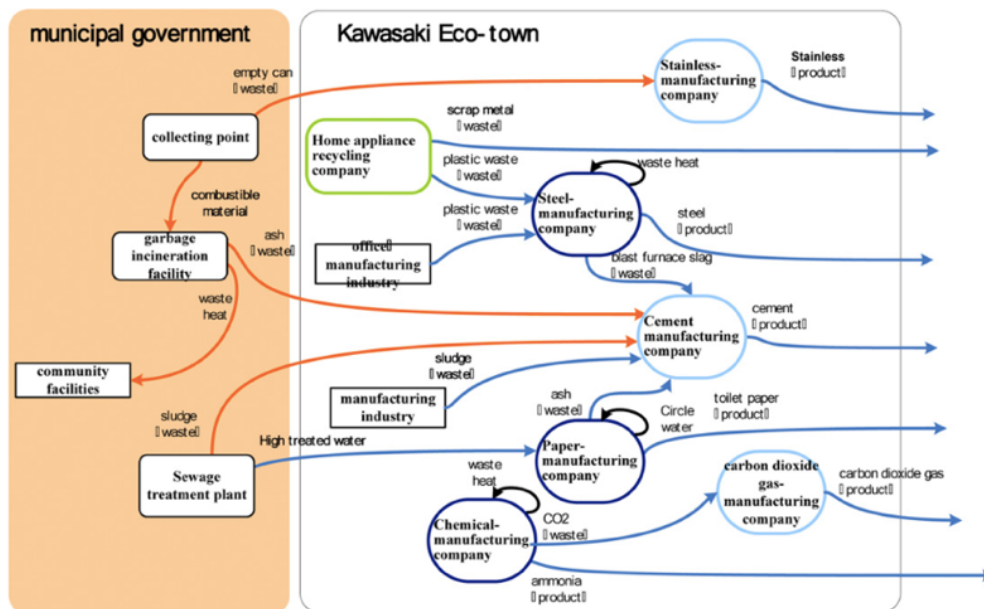 municipal government
Kawasaki Eco-town
empty can
waste
collecting point
combustible
material
garbage
incineration
facility
ash
waste
waste
heat
community
facilities
sludge
waste
Sewage
treatment plant
High treated water
Stainless-
manufacturing
company
Stainless
product
scrap metal
waste
Home appliance
recycling
company
plastic waste
waste
plastic waste
waste
office
manufacturing
industry
waste heat
Steel-
manufacturing
company
steel
product
blast furnace slag
waste
Cement
manufacturing
company
cement
product
sludge
waste
manufacturing
industry
ash
waste
Circle
water
toilet paper
product
Paper-
manufacturing
company
waste
heat
Chemical-
manufacturing
company
CO2
waste
carbon dioxide
gas-
manufacturing
company
carbon dioxide gas
product
ammonia
product